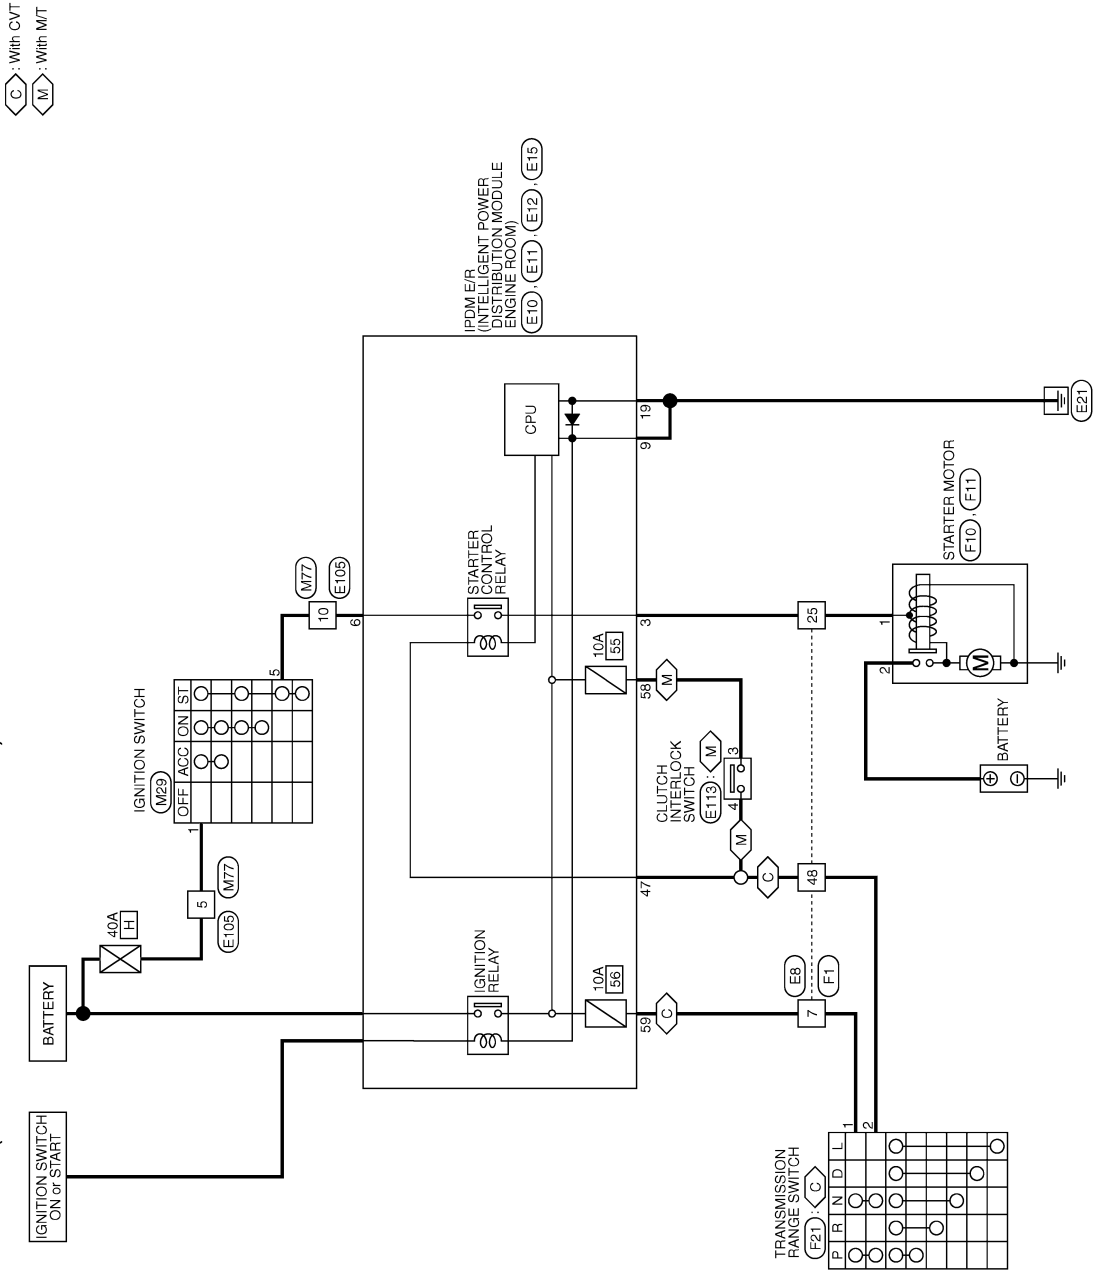 C : With CVT
M : With M/T
IPDM E/R
(INTELLIGENT POWER
DISTRIBUTION MODULE
ENGINE ROOM)
E10 , E11 , E12 , E15
CPU
19
9
E21
M77
E105
10
6
STARTER
CONTROL
RELAY
3
25
STARTER MOTOR
F10 , F11
1
2
M
BATTERY
IGNITION SWITCH
M29
OFF ACC ON ST
5
1
10A
55
58
M
CLUTCH
INTERLOCK
SWITCH
E113 : M
3
4
M
C
47
48
BATTERY
40A
H
5
E105
M77
IGNITION
RELAY
10A
56
59
C
E8
F1
7
IGNITION SWITCH
ON or START
TRANSMISSION
RANGE SWITCH
F21 : C
P R N D L
1
2